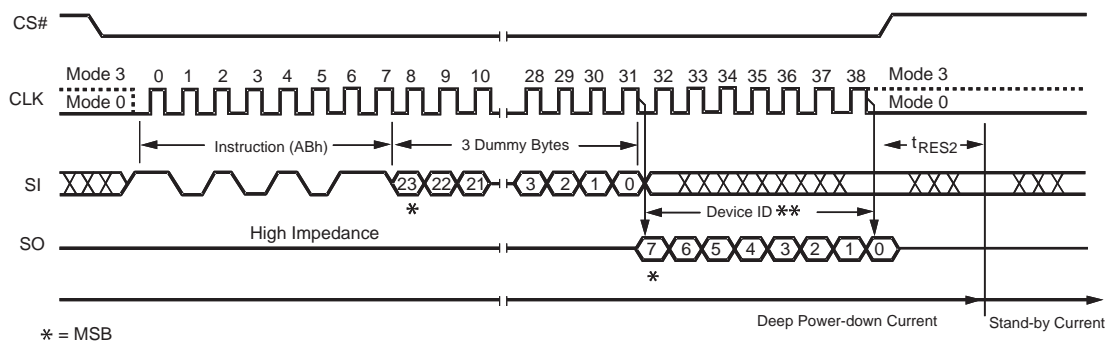 CS#
Mode 3 0 1 2 3 4 5 6 7 8 9 10 28 29 30 31 32 33 34 35 36 37 38 Mode 3
CLK Mode 0 Mode 0
Instruction (ABh) 3 Dummy Bytes tRES2
SI 23 22 21 3 2 1 0
* Device ID **
High Impedance
SO 7 6 5 4 3 2 1 0
*
Deep Power-down Current Stand-by Current
* = MSB